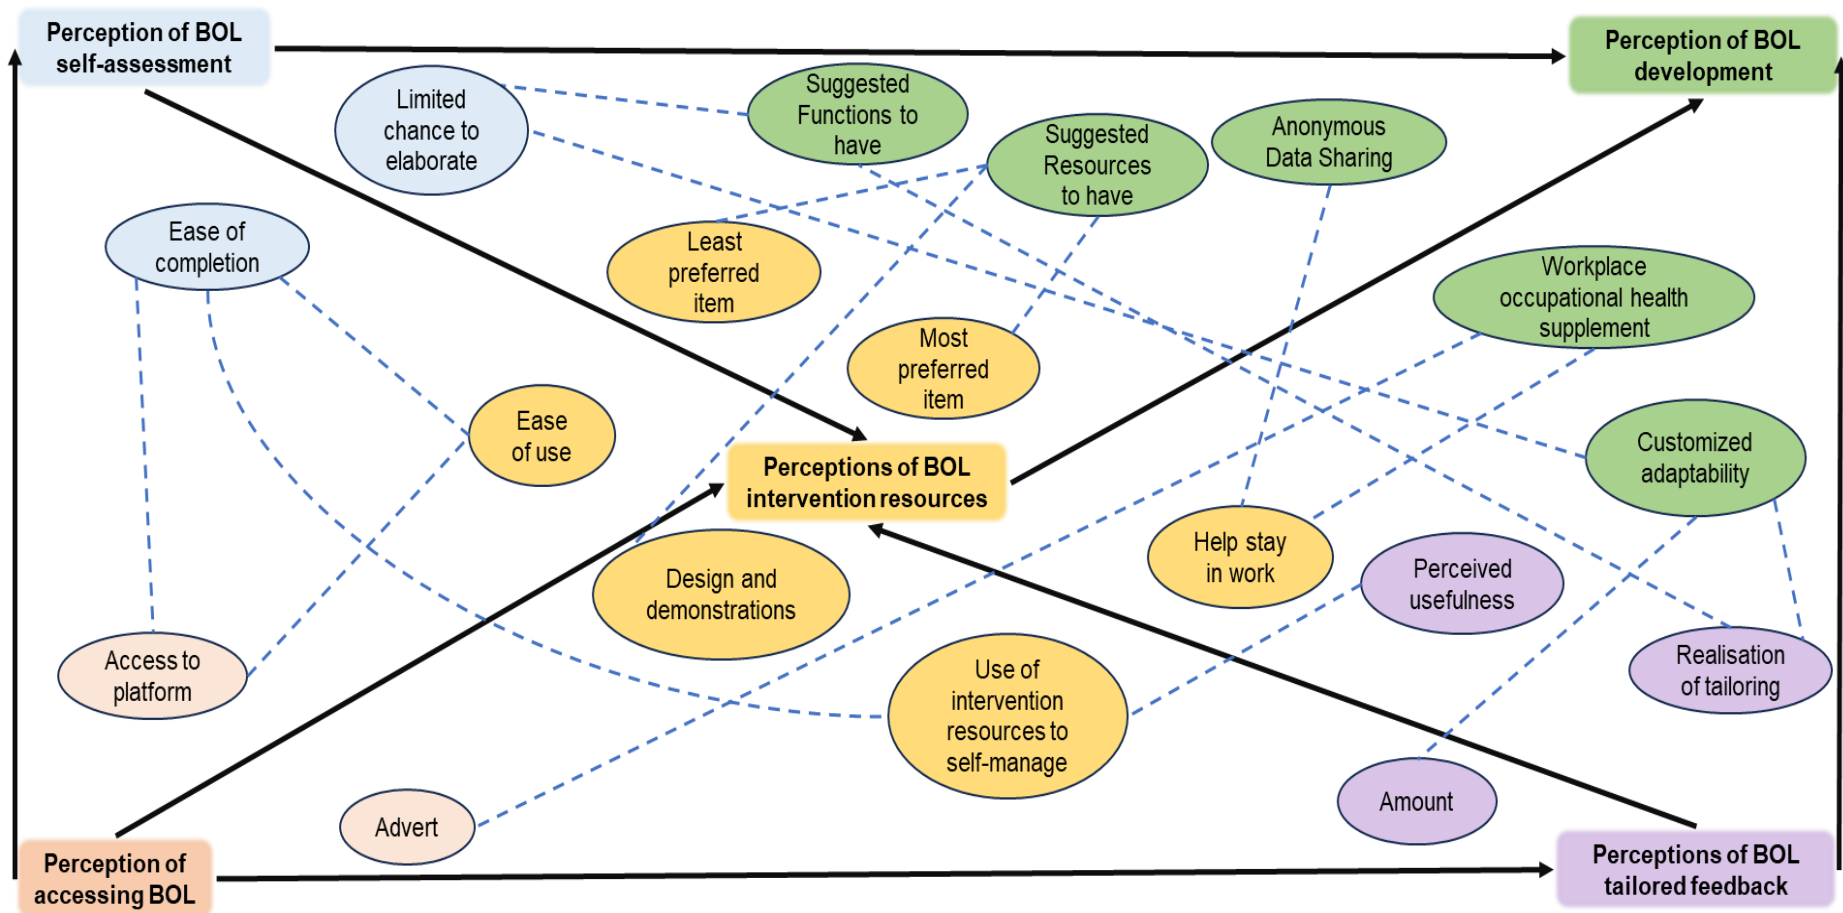 Perception of BOL
self-assessment
Perception of BOL
development
Limited
chance to
elaborate
Suggested
Functions to
have
Suggested
Resources
to have
Anonymous
Data Sharing
Ease of
completion
Least
preferred
item
Workplace
occupational health
supplement
Most
preferred
item
Ease
of use
Customized
adaptability
Perceptions of BOL
intervention resources
Design and
demonstrations
Help stay
in work
Perceived
usefulness
Access to
platform
Use of
intervention
resources to
self-manage
Realisation
of tailoring
Advert
Amount
Perception of
accessing BOL
Perceptions of BOL
tailored feedback